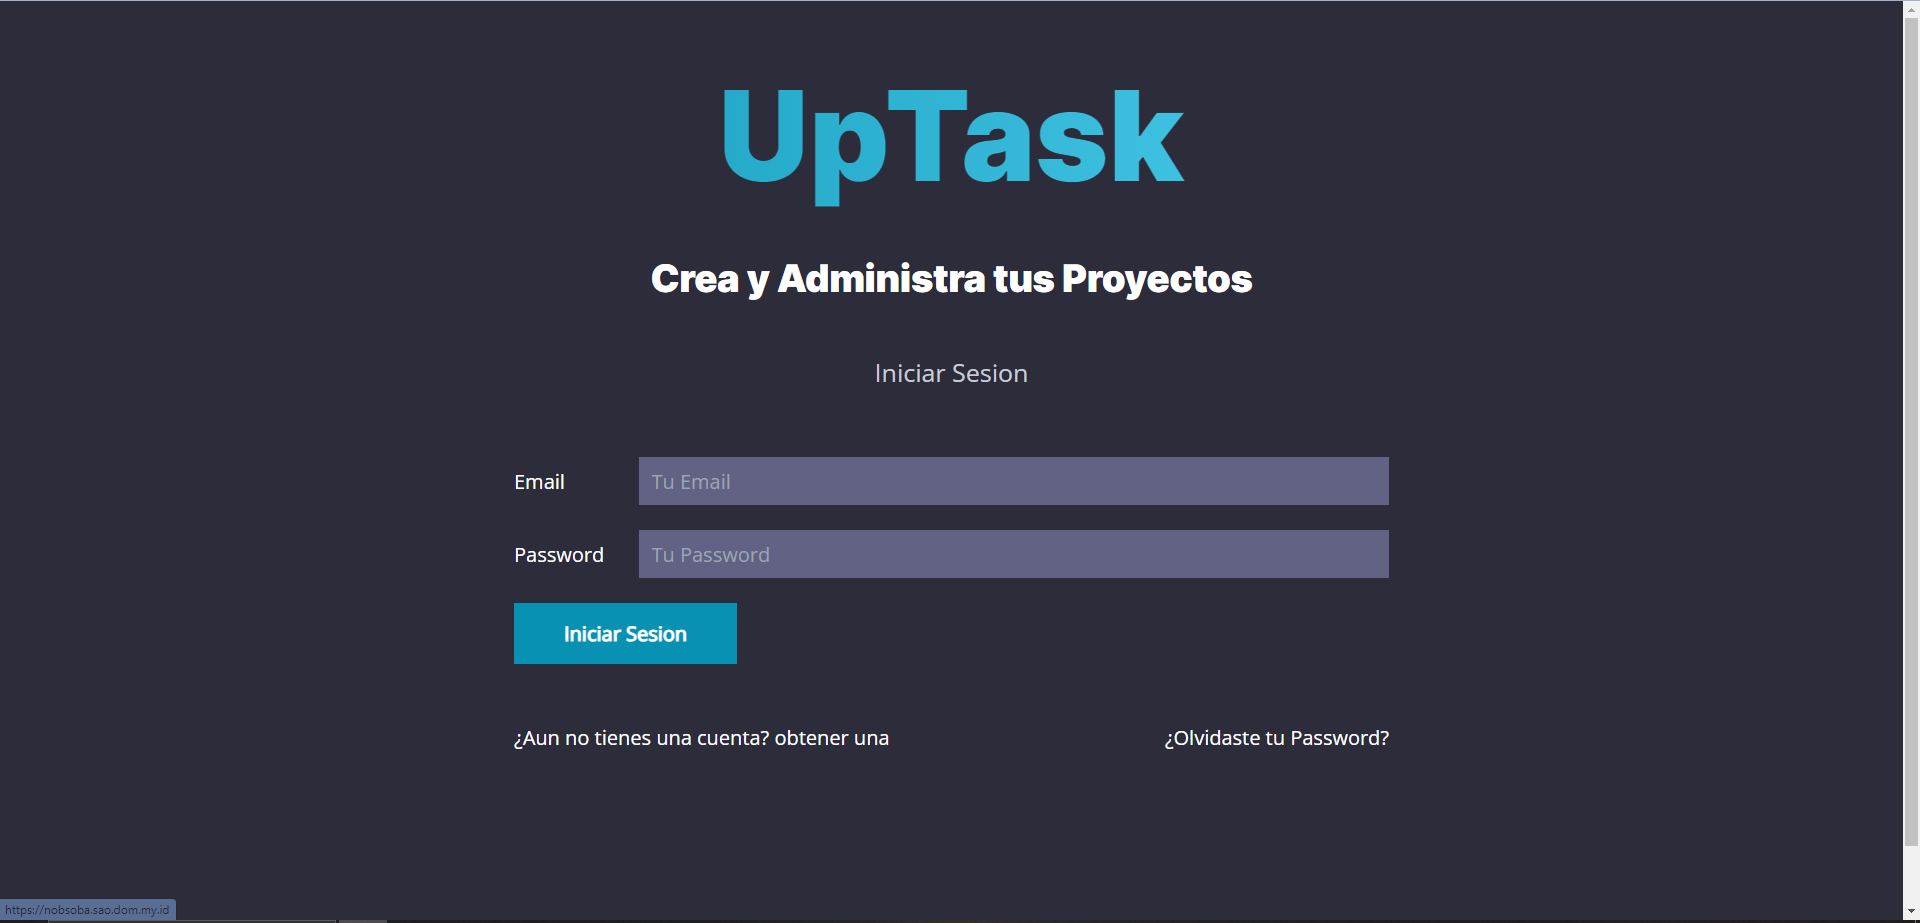 UpTask
Crea y Administra tus Proyectos
Iniciar Sesion
Email
Tu Email
Password
Tu Password
Iniciar Sesion
¿Aun no tienes una cuenta? obtener una
¿Olvidaste tu Password?
https://nobsoba.sao.dom.my.id